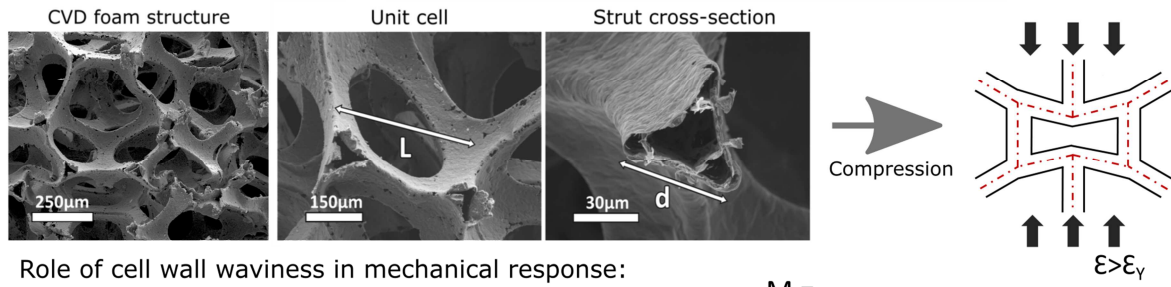 CVD foam structure
Unit cell
Strut cross-section
L
d
250µm
150µm
30µm
Compression
Ɛ>Ɛ_Y
Role of cell wall waviness in mechanical response: